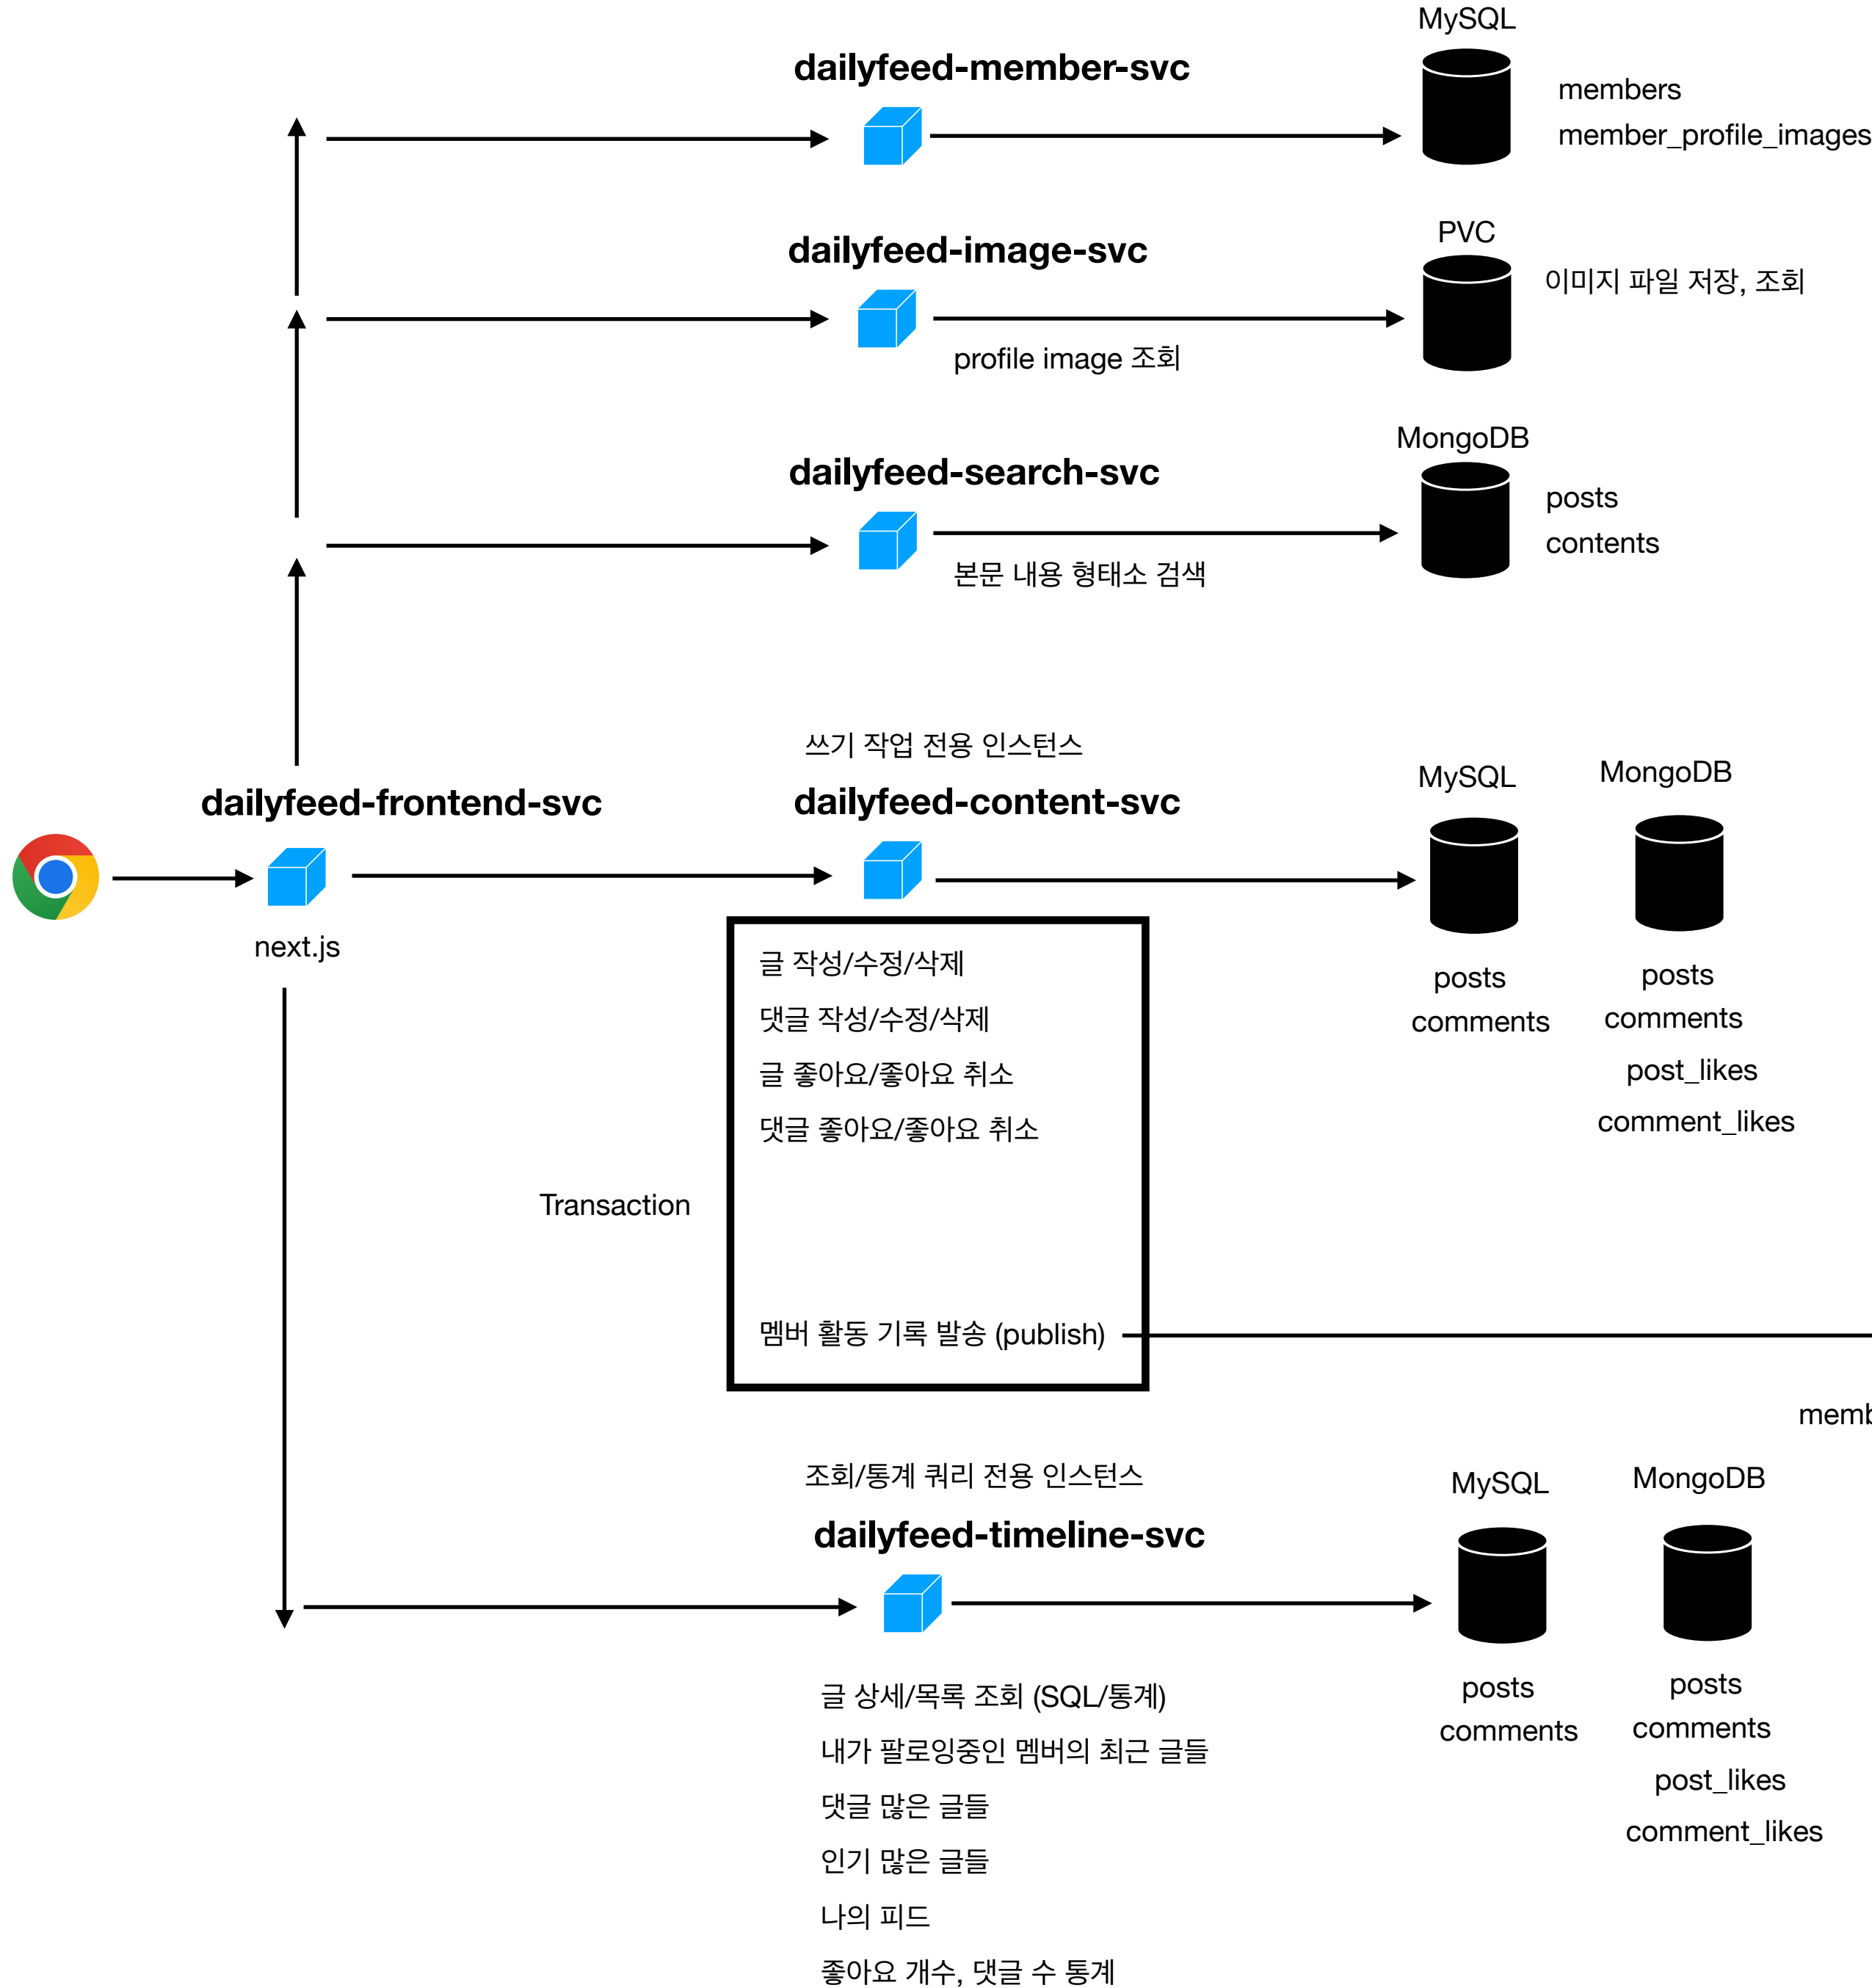 MySQL
dailyfeed-member-svc
members
member_profile_images
PVC
dailyfeed-image-svc
이미지 파일 저장, 조회
profile image 조회
MongoDB
dailyfeed-search-svc
posts
contents
본문 내용 형태소 검색
쓰기 작업 전용 인스턴스
dailyfeed-frontend-svc
dailyfeed-content-svc
MySQL
MongoDB
next.js
글 작성/수정/삭제
댓글 작성/수정/삭제
글 좋아요/좋아요 취소
댓글 좋아요/좋아요 취소
posts
comments
posts
comments
post_likes
comment_likes
Transaction
멤버 활동 기록 발송 (publish)
조회/통계 쿼리 전용 인스턴스
dailyfeed-timeline-svc
MySQL
MongoDB
글 상세/목록 조회 (SQL/통계)
내가 팔로잉중인 멤버의 최근 글들
댓글 많은 글들
인기 많은 글들
나의 피드
좋아요 개수, 댓글 수 통계
posts
comments
posts
comments
post_likes
comment_likes